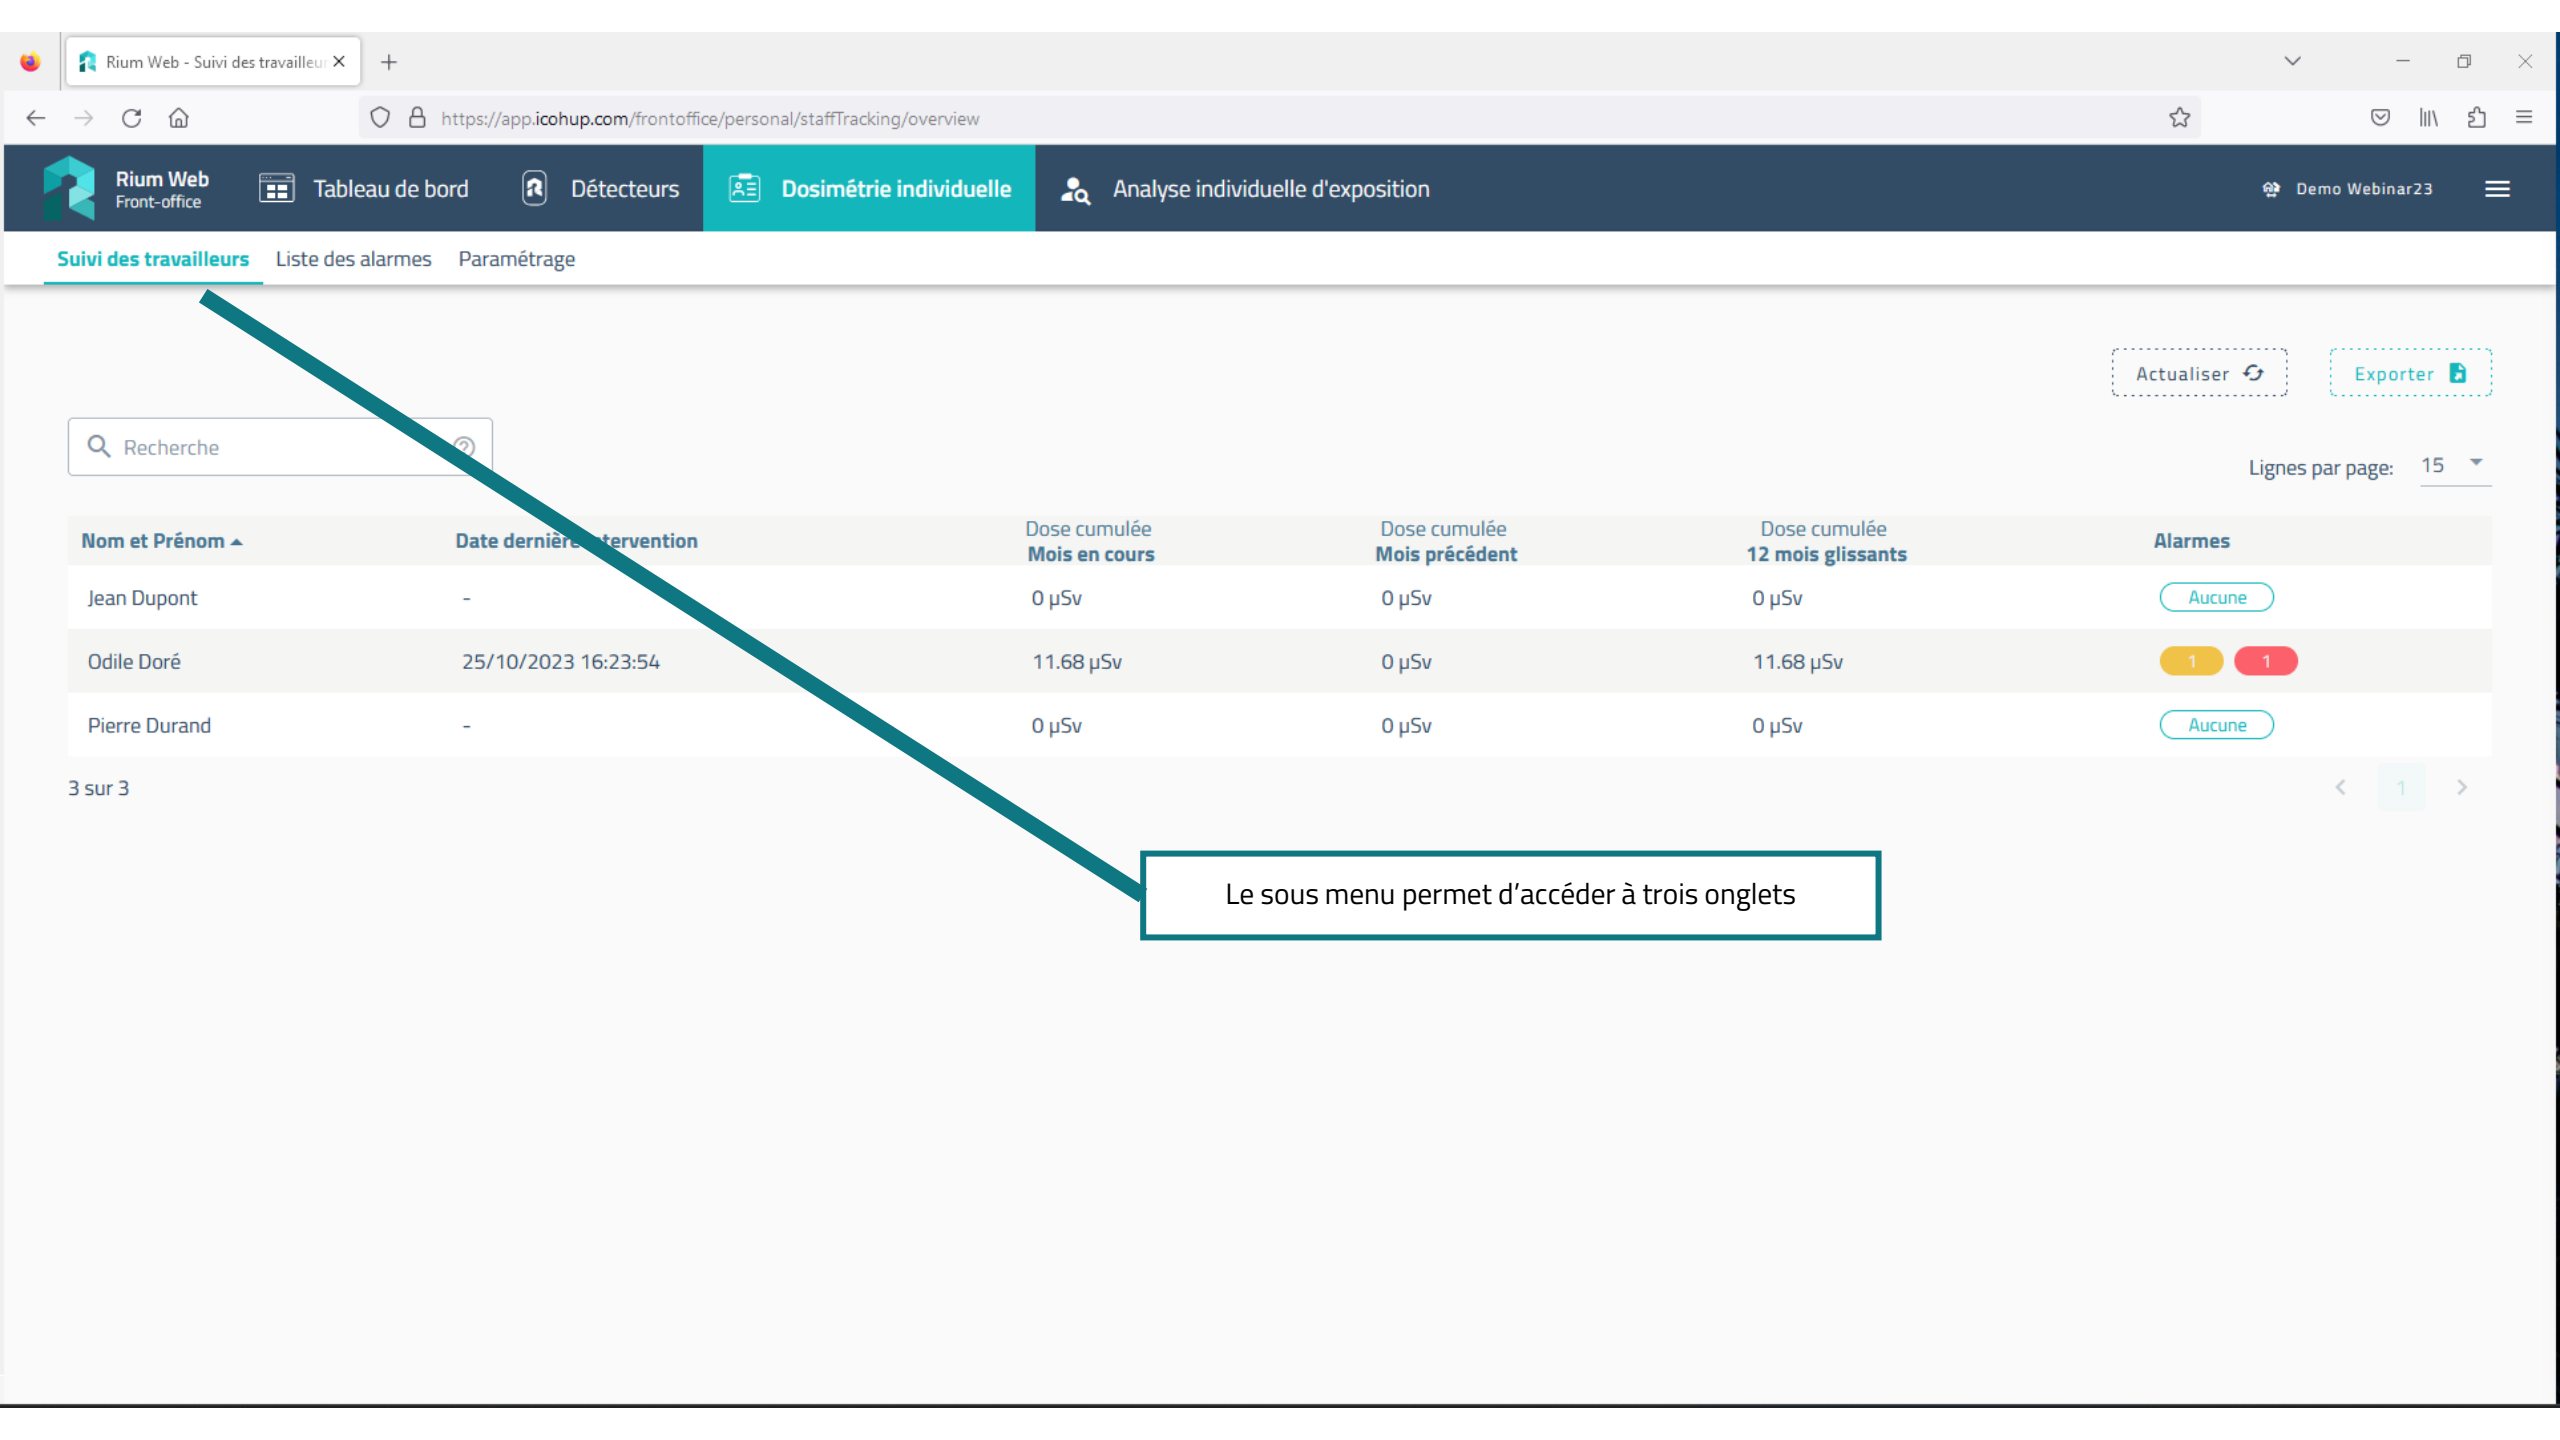 Rium Web - Suivi des travailleur
https://app.icohup.com/frontoffice/personal/staffTracking/overview
Rium Web
Front-office
Tableau de bord
Détecteurs
Dosimétrie individuelle
Analyse individuelle d'exposition
Demo Webinar23
Suivi des travailleurs Liste des alarmes Paramétrage
Actualiser
Exporter
Recherche
Lignes par page: 15
Nom et Prénom
Date dernière intervention
Dose cumulée
Mois en cours
Dose cumulée
Mois précédent
Dose cumulée
12 mois glissants
Alarmes
Jean Dupont - 0 µSv 0 µSv 0 µSv Aucune
Odile Doré 25/10/2023 16:23:54 11.68 µSv 0 µSv 11.68 µSv 1 1
Pierre Durand - 0 µSv 0 µSv 0 µSv Aucune
3 sur 3
< 1 >
Le sous menu permet d’accéder à trois onglets